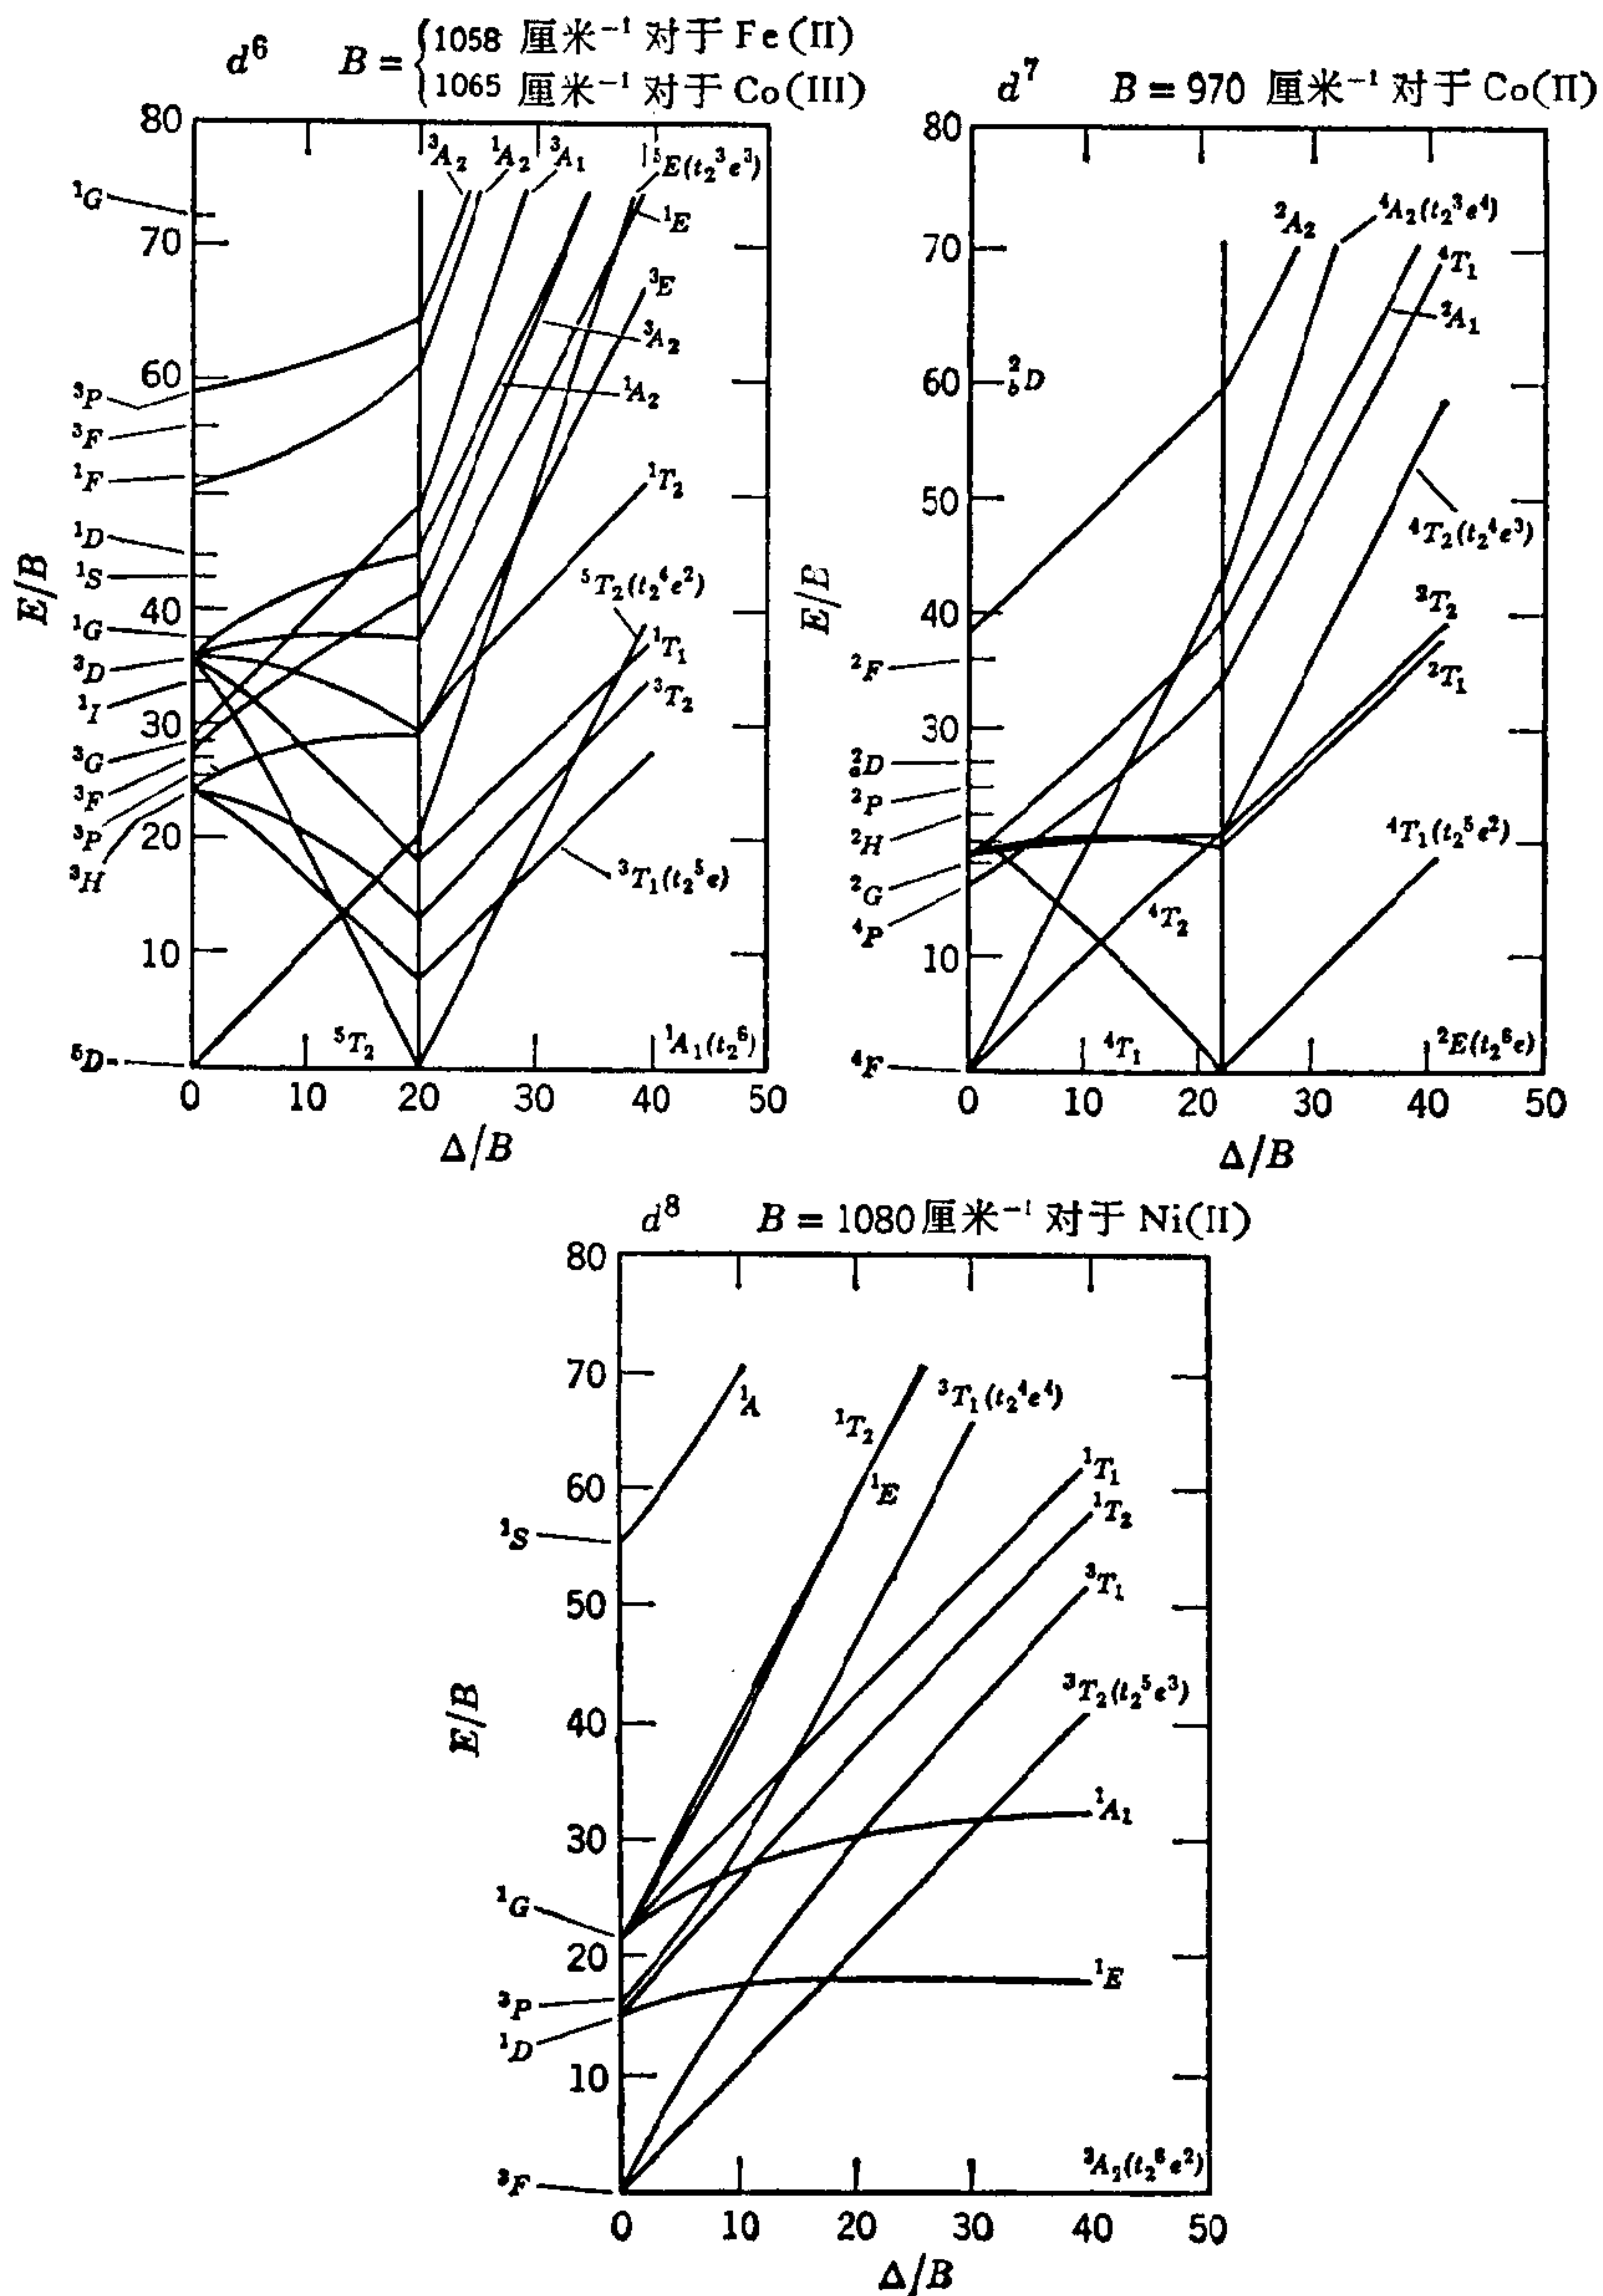 d⁶ B = { 1058 厘米⁻¹ 对于 Fe(II)
1065 厘米⁻¹ 对于 Co(III)
80
70
60
40
30
20
10
E/B
¹G
³P
³F
¹F
¹D
¹S
¹G
³D
¹I
³G
³F
³P
³H
⁵D
³A₂ ¹A₂ ³A₁ ⁵E(t₂³e³)
¹E
³E
³A₂
¹A₂
¹T₂
⁵T₂(t₂⁴e²)
¹T₁
³T₂
³T₁(t₂⁵e)
⁵T₂ ¹A₁(t₂⁶)
0 10 20 30 40 50
Δ/B
d⁷ B = 970 厘米⁻¹ 对于 Co(II)
80
70
60
50
40
30
20
10
E/B
²bD
²F
²aD
²P
²H
²G
⁴P
⁴F
²A₂ ⁴A₂(t₂³e⁴)
⁴T₁
²A₁
⁴T₂(t₂⁴e³)
²T₂
²T₁
⁴T₂
⁴T₁(t₂⁵e²)
⁴T₁ ²E(t₂⁶e)
0 10 20 30 40 50
Δ/B
d⁸ B = 1080 厘米⁻¹ 对于 Ni(II)
80
70
60
50
40
30
20
10
E/B
¹S
¹G
³P
¹D
³F
¹A
¹T₂ ³T₁(t₂⁴e⁴)
¹E
¹T₁
¹T₂
³T₁
³T₂(t₂⁵e³)
¹A₁
¹E
³A₂(t₂⁶e²)
0 10 20 30 40 50
Δ/B